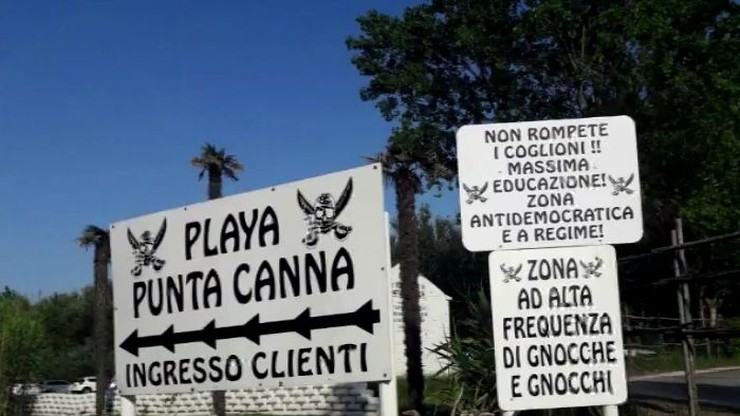 PLAYA
PUNTA CANNA
INGRESSO CLIENTI
NON ROMPETE
I COGLIONI !!
MASSIMA
EDUCAZIONE!
ZONA
ANTIDEMOCRATICA
E A REGIME!
ZONA
AD ALTA
FREQUENZA
DI GNOCCHE
E GNOCCHI